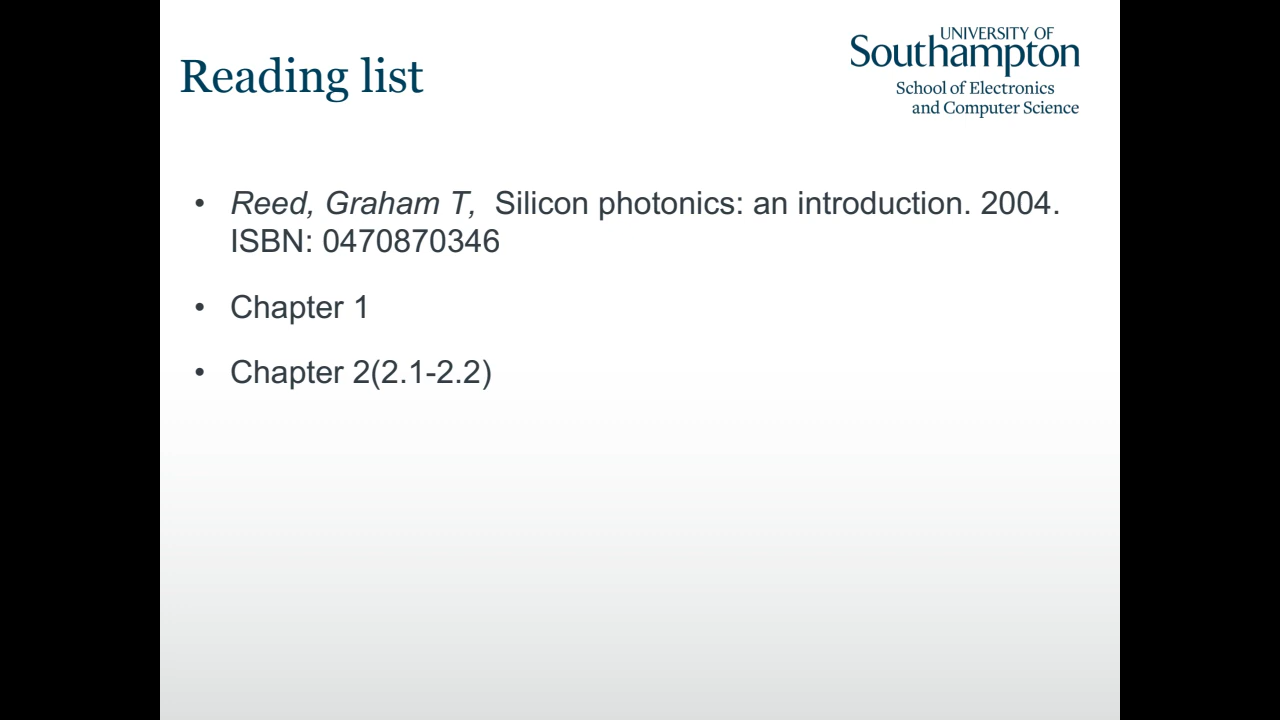 Reading list
UNIVERSITY OF
Southampton
School of Electronics
and Computer Science
• Reed, Graham T,  Silicon photonics: an introduction. 2004.
ISBN: 0470870346
• Chapter 1
• Chapter 2(2.1-2.2)